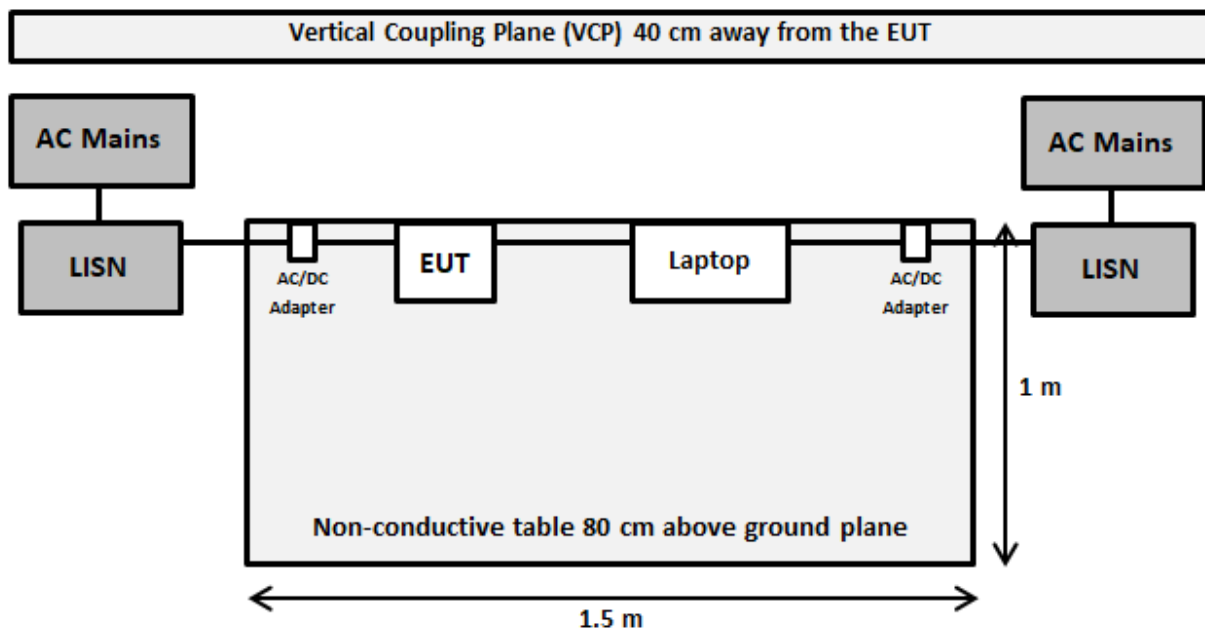 Vertical Coupling Plane (VCP) 40 cm away from the EUT
AC Mains
AC Mains
LISN
AC/DC
Adapter
EUT
Laptop
AC/DC
Adapter
LISN
1 m
Non-conductive table 80 cm above ground plane
1.5 m